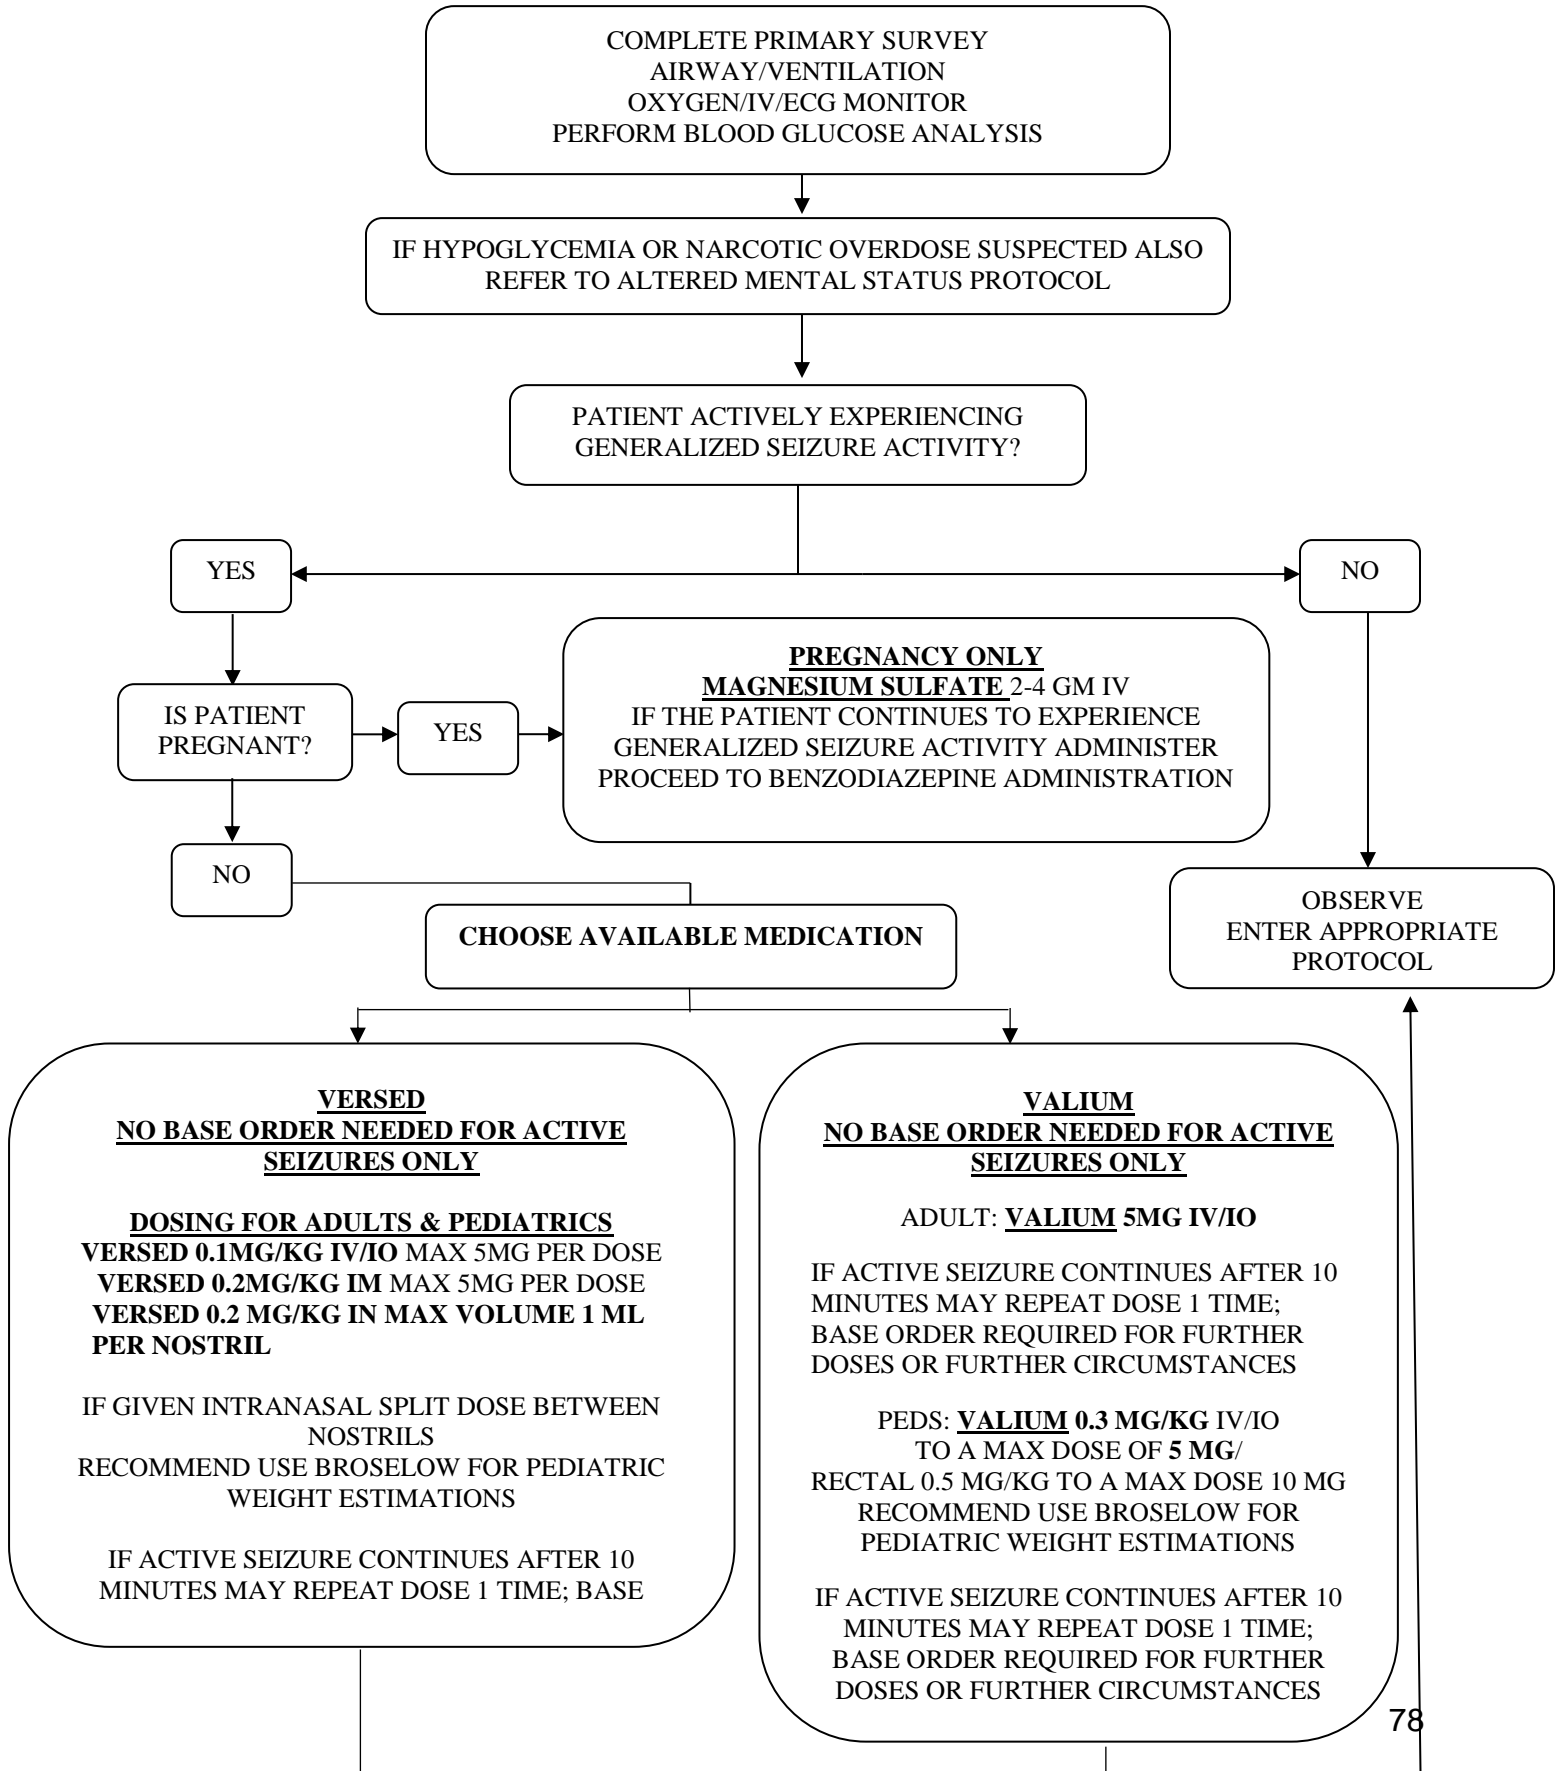 COMPLETE PRIMARY SURVEY
AIRWAY/VENTILATION
OXYGEN/IV/ECG MONITOR
PERFORM BLOOD GLUCOSE ANALYSIS
IF HYPOGLYCEMIA OR NARCOTIC OVERDOSE SUSPECTED ALSO
REFER TO ALTERED MENTAL STATUS PROTOCOL
PATIENT ACTIVELY EXPERIENCING
GENERALIZED SEIZURE ACTIVITY?
YES
NO
IS PATIENT
PREGNANT?
YES
PREGNANCY ONLY
MAGNESIUM SULFATE 2-4 GM IV
IF THE PATIENT CONTINUES TO EXPERIENCE
GENERALIZED SEIZURE ACTIVITY ADMINISTER
PROCEED TO BENZODIAZEPINE ADMINISTRATION
NO
OBSERVE
ENTER APPROPRIATE
PROTOCOL
CHOOSE AVAILABLE MEDICATION
VERSED
NO BASE ORDER NEEDED FOR ACTIVE
SEIZURES ONLY
DOSING FOR ADULTS & PEDIATRICS
VERSED 0.1MG/KG IV/IO MAX 5MG PER DOSE
VERSED 0.2MG/KG IM MAX 5MG PER DOSE
VERSED 0.2 MG/KG IN MAX VOLUME 1 ML
PER NOSTRIL
IF GIVEN INTRANASAL SPLIT DOSE BETWEEN
NOSTRILS
RECOMMEND USE BROSELOW FOR PEDIATRIC
WEIGHT ESTIMATIONS
IF ACTIVE SEIZURE CONTINUES AFTER 10
MINUTES MAY REPEAT DOSE 1 TIME; BASE
VALIUM
NO BASE ORDER NEEDED FOR ACTIVE
SEIZURES ONLY
ADULT: VALIUM 5MG IV/IO
IF ACTIVE SEIZURE CONTINUES AFTER 10
MINUTES MAY REPEAT DOSE 1 TIME;
BASE ORDER REQUIRED FOR FURTHER
DOSES OR FURTHER CIRCUMSTANCES
PEDS: VALIUM 0.3 MG/KG IV/IO
TO A MAX DOSE OF 5 MG/
RECTAL 0.5 MG/KG TO A MAX DOSE 10 MG
RECOMMEND USE BROSELOW FOR
PEDIATRIC WEIGHT ESTIMATIONS
IF ACTIVE SEIZURE CONTINUES AFTER 10
MINUTES MAY REPEAT DOSE 1 TIME;
BASE ORDER REQUIRED FOR FURTHER
DOSES OR FURTHER CIRCUMSTANCES
78